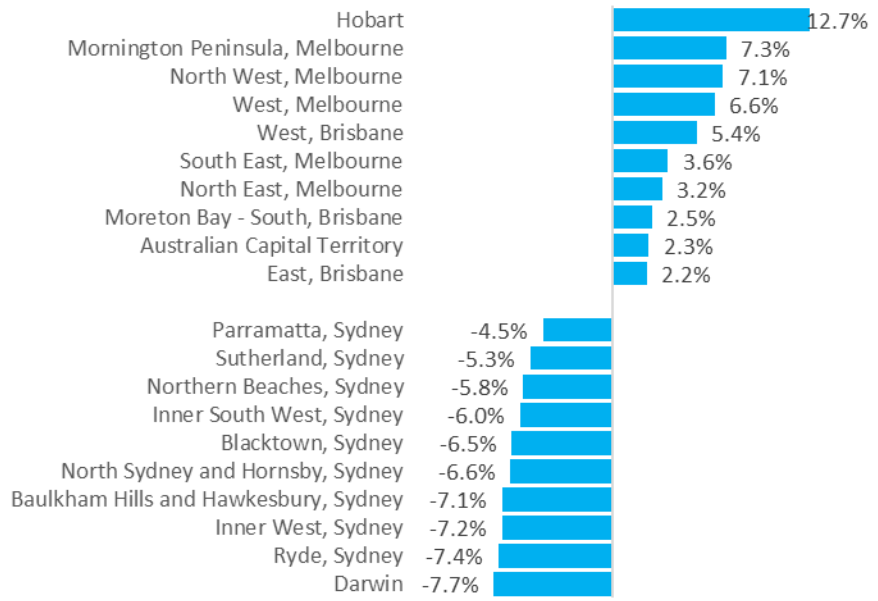 Hobart 12.7%
Mornington Peninsula, Melbourne 7.3%
North West, Melbourne 7.1%
West, Melbourne 6.6%
West, Brisbane 5.4%
South East, Melbourne 3.6%
North East, Melbourne 3.2%
Moreton Bay - South, Brisbane 2.5%
Australian Capital Territory 2.3%
East, Brisbane 2.2%
Parramatta, Sydney -4.5%
Sutherland, Sydney -5.3%
Northern Beaches, Sydney -5.8%
Inner South West, Sydney -6.0%
Blacktown, Sydney -6.5%
North Sydney and Hornsby, Sydney -6.6%
Baulkham Hills and Hawkesbury, Sydney -7.1%
Inner West, Sydney -7.2%
Ryde, Sydney -7.4%
Darwin -7.7%